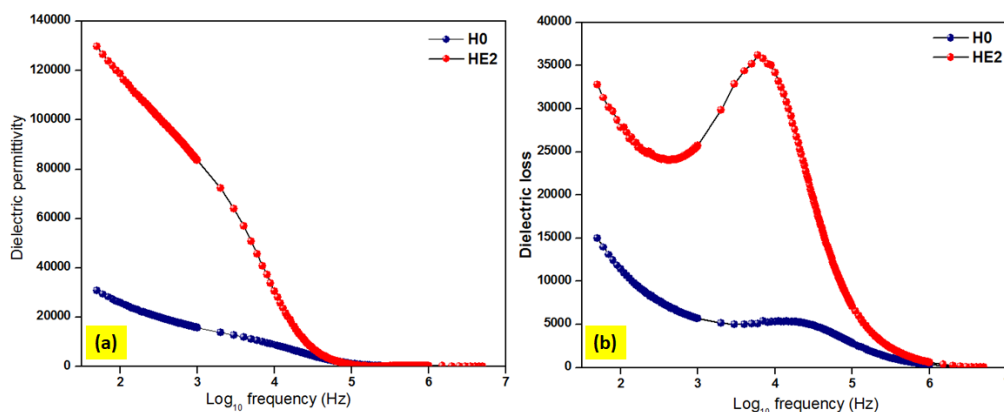 140000
120000
100000
80000
60000
40000
20000
0
Dielectric permittivity
H0
HE2
(a)
2 3 4 5 6 7
Log10 frequency (Hz)
40000
35000
30000
25000
20000
15000
10000
5000
0
Dielectric loss
H0
HE2
(b)
2 3 4 5 6 7
Log10 frequency (Hz)